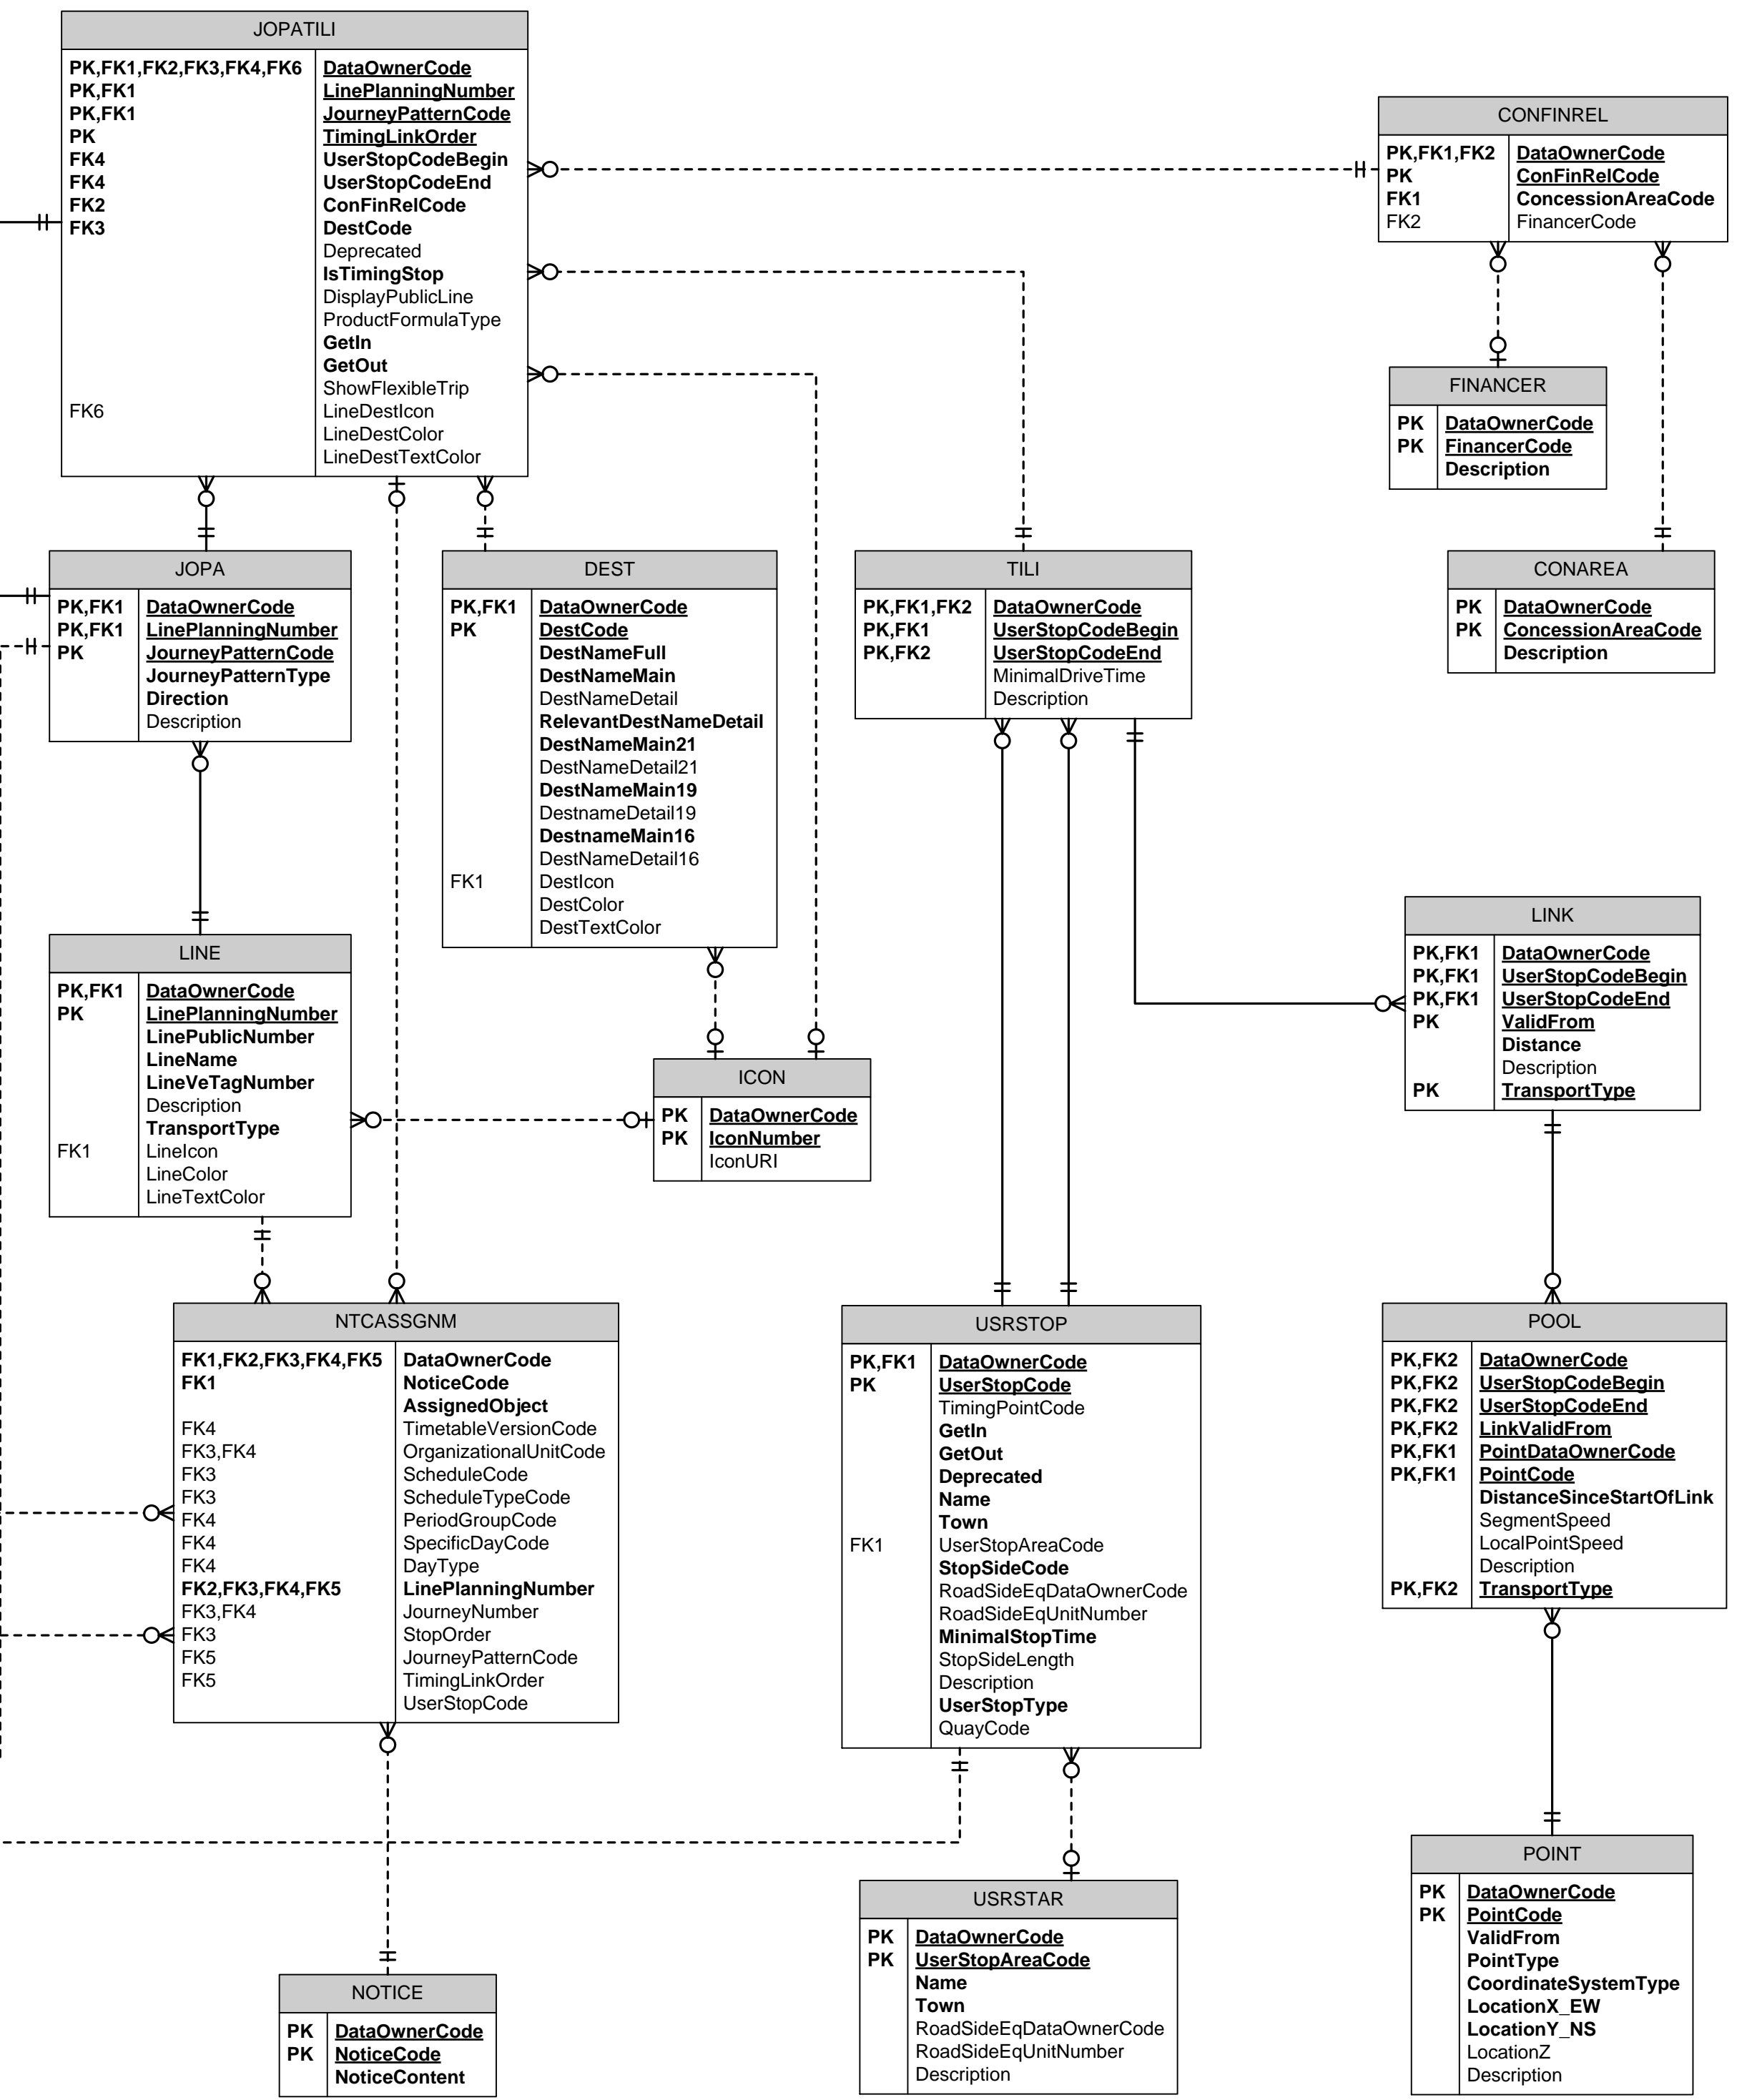 JOPATILI
PK,FK1,FK2,FK3,FK4,FK6 DataOwnerCode
PK,FK1 LinePlanningNumber
PK,FK1 JourneyPatternCode
PK TimingLinkOrder
FK4 UserStopCodeBegin
FK4 UserStopCodeEnd
FK2 ConFinRelCode
FK3 DestCode
Deprecated
IsTimingStop
DisplayPublicLine
ProductFormulaType
GetIn
GetOut
ShowFlexibleTrip
FK6 LineDestIcon
LineDestColor
LineDestTextColor
CONFINREL
PK,FK1,FK2 DataOwnerCode
PK ConFinRelCode
FK1 ConcessionAreaCode
FK2 FinancerCode
FINANCER
PK DataOwnerCode
PK FinancerCode
Description
JOPA
PK,FK1 DataOwnerCode
PK,FK1 LinePlanningNumber
PK JourneyPatternCode
JourneyPatternType
Direction
Description
DEST
PK,FK1 DataOwnerCode
PK DestCode
DestNameFull
DestNameMain
DestNameDetail
RelevantDestNameDetail
DestNameMain21
DestNameDetail21
DestNameMain19
DestnameDetail19
DestnameMain16
DestNameDetail16
FK1 DestIcon
DestColor
DestTextColor
TILI
PK,FK1,FK2 DataOwnerCode
PK,FK1 UserStopCodeBegin
PK,FK2 UserStopCodeEnd
MinimalDriveTime
Description
CONAREA
PK DataOwnerCode
PK ConcessionAreaCode
Description
LINE
PK,FK1 DataOwnerCode
PK LinePlanningNumber
LinePublicNumber
LineName
LineVeTagNumber
Description
TransportType
FK1 LineIcon
LineColor
LineTextColor
ICON
PK DataOwnerCode
PK IconNumber
IconURI
LINK
PK,FK1 DataOwnerCode
PK,FK1 UserStopCodeBegin
PK,FK1 UserStopCodeEnd
PK ValidFrom
Distance
Description
PK TransportType
NTCASSGNM
FK1,FK2,FK3,FK4,FK5 DataOwnerCode
FK1 NoticeCode
AssignedObject
FK4 TimetableVersionCode
FK3,FK4 OrganizationalUnitCode
FK3 ScheduleCode
FK3 ScheduleTypeCode
FK4 PeriodGroupCode
FK4 SpecificDayCode
FK4 DayType
FK2,FK3,FK4,FK5 LinePlanningNumber
FK3,FK4 JourneyNumber
FK3 StopOrder
FK5 JourneyPatternCode
FK5 TimingLinkOrder
UserStopCode
USRSTOP
PK,FK1 DataOwnerCode
PK UserStopCode
TimingPointCode
GetIn
GetOut
Deprecated
Name
Town
FK1 UserStopAreaCode
StopSideCode
RoadSideEqDataOwnerCode
RoadSideEqUnitNumber
MinimalStopTime
StopSideLength
Description
UserStopType
QuayCode
POOL
PK,FK2 DataOwnerCode
PK,FK2 UserStopCodeBegin
PK,FK2 UserStopCodeEnd
PK,FK2 LinkValidFrom
PK,FK1 PointDataOwnerCode
PK,FK1 PointCode
DistanceSinceStartOfLink
SegmentSpeed
LocalPointSpeed
Description
PK,FK2 TransportType
NOTICE
PK DataOwnerCode
PK NoticeCode
NoticeContent
USRSTAR
PK DataOwnerCode
PK UserStopAreaCode
Name
Town
RoadSideEqDataOwnerCode
RoadSideEqUnitNumber
Description
POINT
PK DataOwnerCode
PK PointCode
ValidFrom
PointType
CoordinateSystemType
LocationX_EW
LocationY_NS
LocationZ
Description